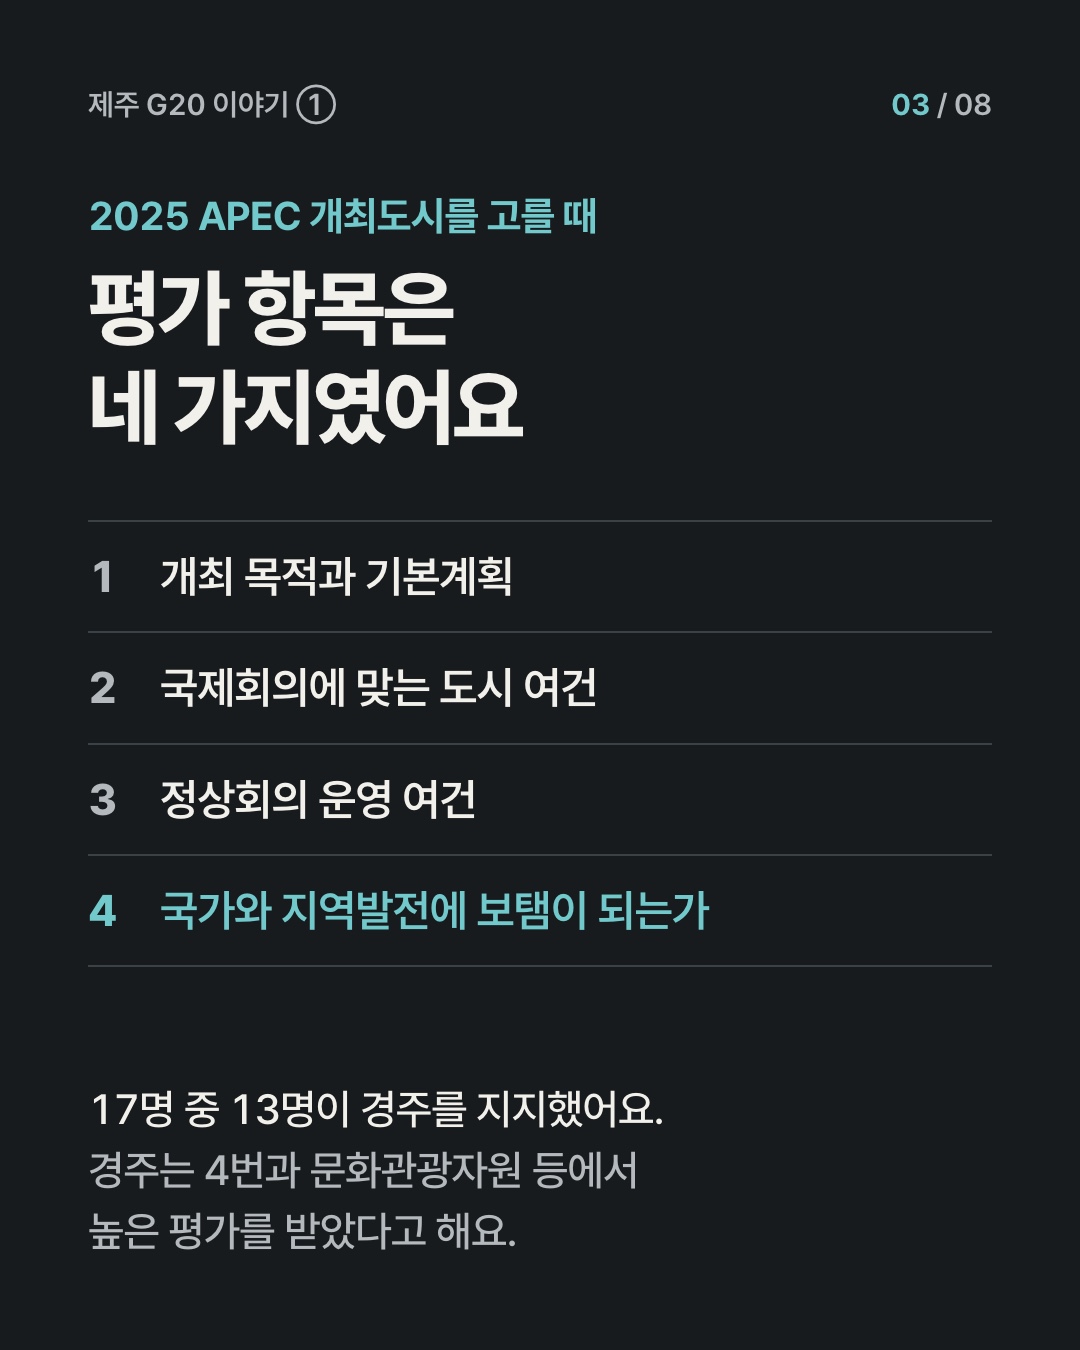 제주 G20 이야기 ①
03 / 08
2025 APEC 개최도시를 고를 때
평가 항목은
네 가지였어요
1 개최 목적과 기본계획
2 국제회의에 맞는 도시 여건
3 정상회의 운영 여건
4 국가와 지역발전에 보탬이 되는가
17명 중 13명이 경주를 지지했어요.
경주는 4번과 문화관광자원 등에서
높은 평가를 받았다고 해요.